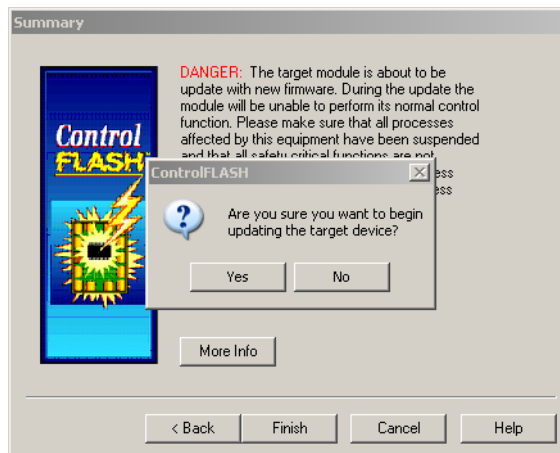 Summary
DANGER: The target module is about to be
update with new firmware. During the update the
module will be unable to perform its normal control
function. Please make sure that all processes
affected by this equipment have been suspended
and that all safety critical functions are not
Control
FLASH
ControlFLASH
Are you sure you want to begin
updating the target device?
Yes
No
More Info
< Back
Finish
Cancel
Help